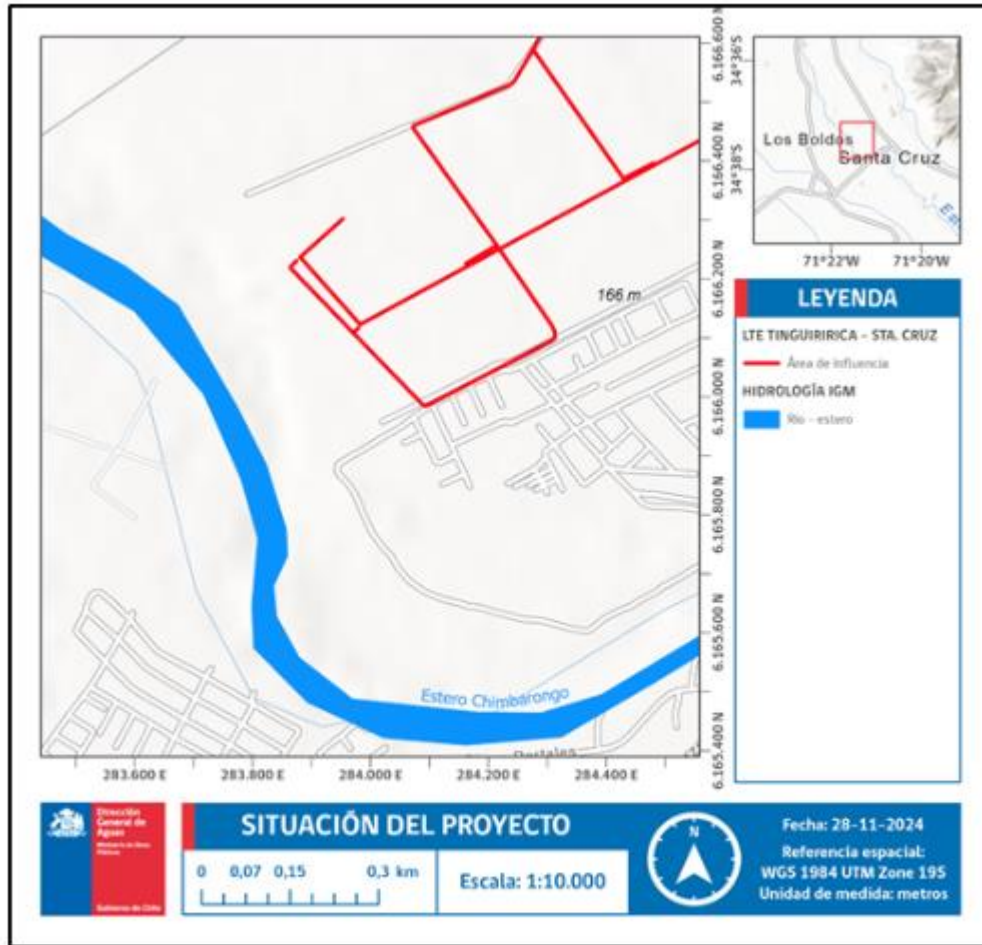 6.166.600 N
6.166.400 N
6.166.200 N
6.166.000 N
6.165.800 N
6.165.600 N
6.165.400 N
166 m
Estero Chimbarongo
283.600 E
283.800 E
284.000 E
284.200 E
284.400 E
34°36'S
34°38'S
Los Boldos
Santa Cruz
71°22'W
71°20'W
LEYENDA
LTE TINGUIRIRICA - STA. CRUZ
Área de Influencia
HIDROLOGÍA IGM
Río - estero
Dirección
General de
Aguas
Ministerio de Obras
Públicas
Gobierno de Chile
SITUACIÓN DEL PROYECTO
0 0,07 0,15 0,3 km
Escala: 1:10.000
N
Fecha: 28-11-2024
Referencia espacial:
WGS 1984 UTM Zone 19S
Unidad de medida: metros